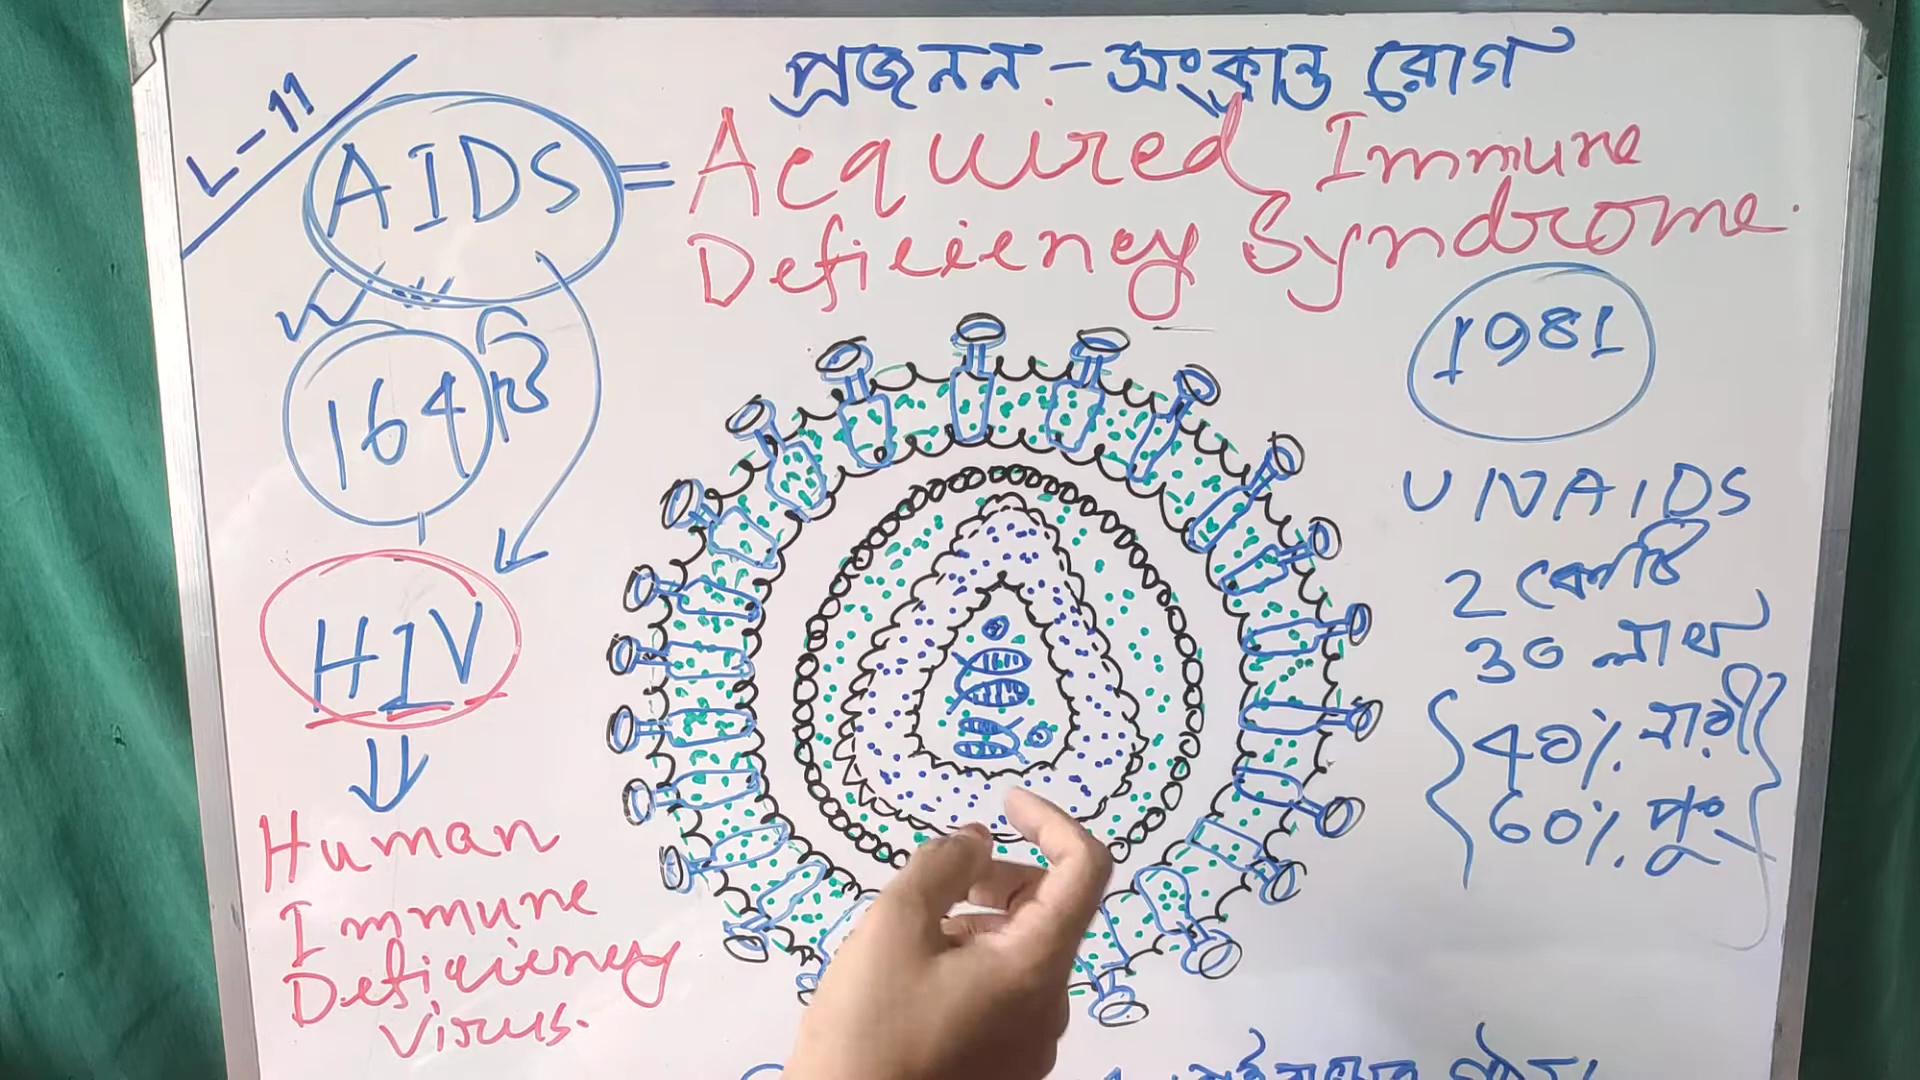 L-11
প্রজনন - সংক্রান্ত রোগ
AIDS = Acquired Immune
Deficiency Syndrome.
164 টি
1981
HIV
UNAIDS
2 কোটি
30 লাখ
40% নারী
60% পুং
Human
Immune
Deficiency
Virus.